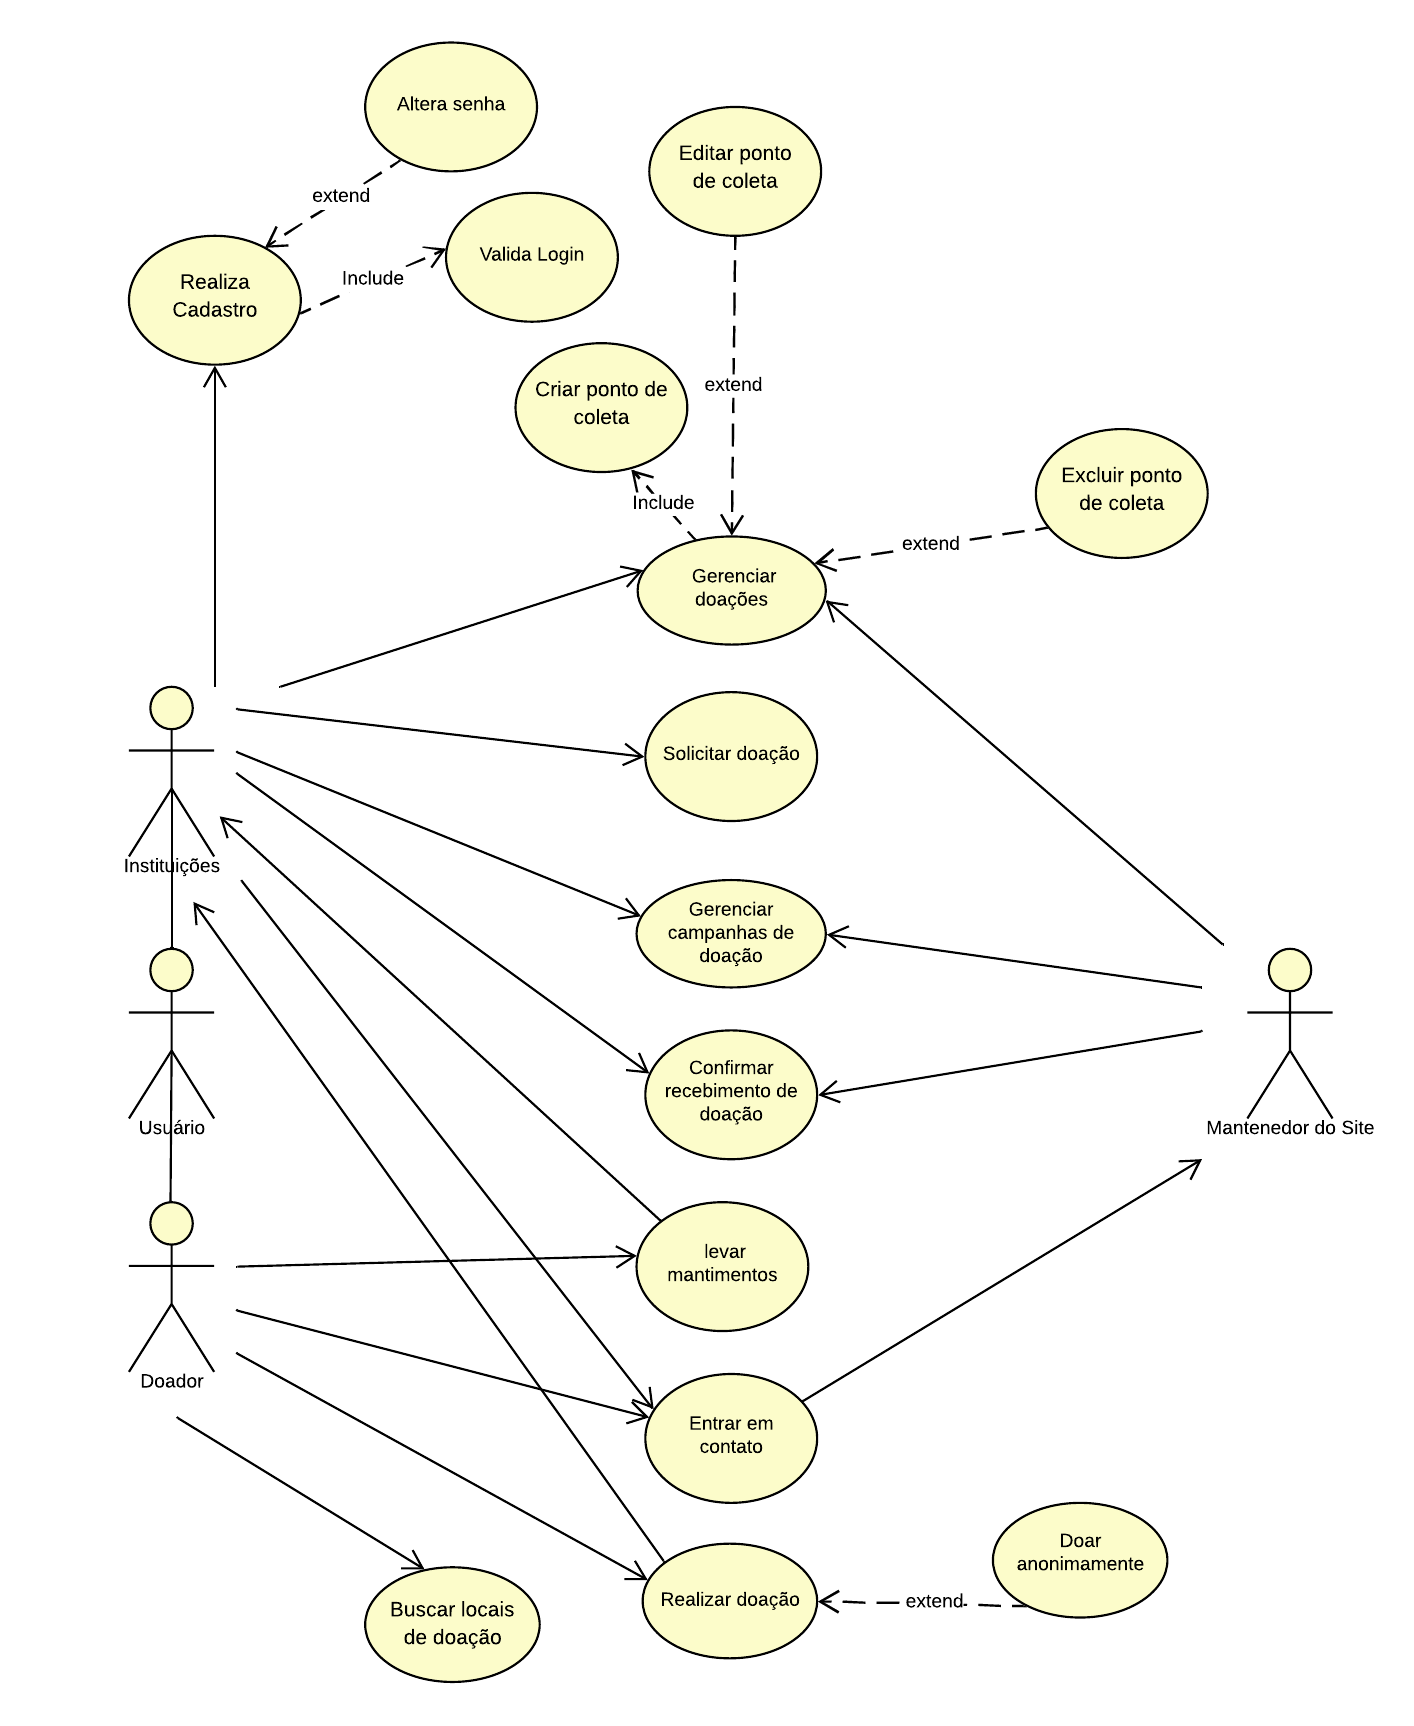 Altera senha
Editar ponto
de coleta
extend
Valida Login
Include
Realiza
Cadastro
Criar ponto de
coleta
extend
Include
Excluir ponto
de coleta
extend
Gerenciar
doações
Solicitar doação
Instituições
Gerenciar
campanhas de
doação
Confirmar
recebimento de
doação
Usuário
Mantenedor do Site
levar
mantimentos
Doador
Entrar em
contato
Doar
anonimamente
extend
Realizar doação
Buscar locais
de doação